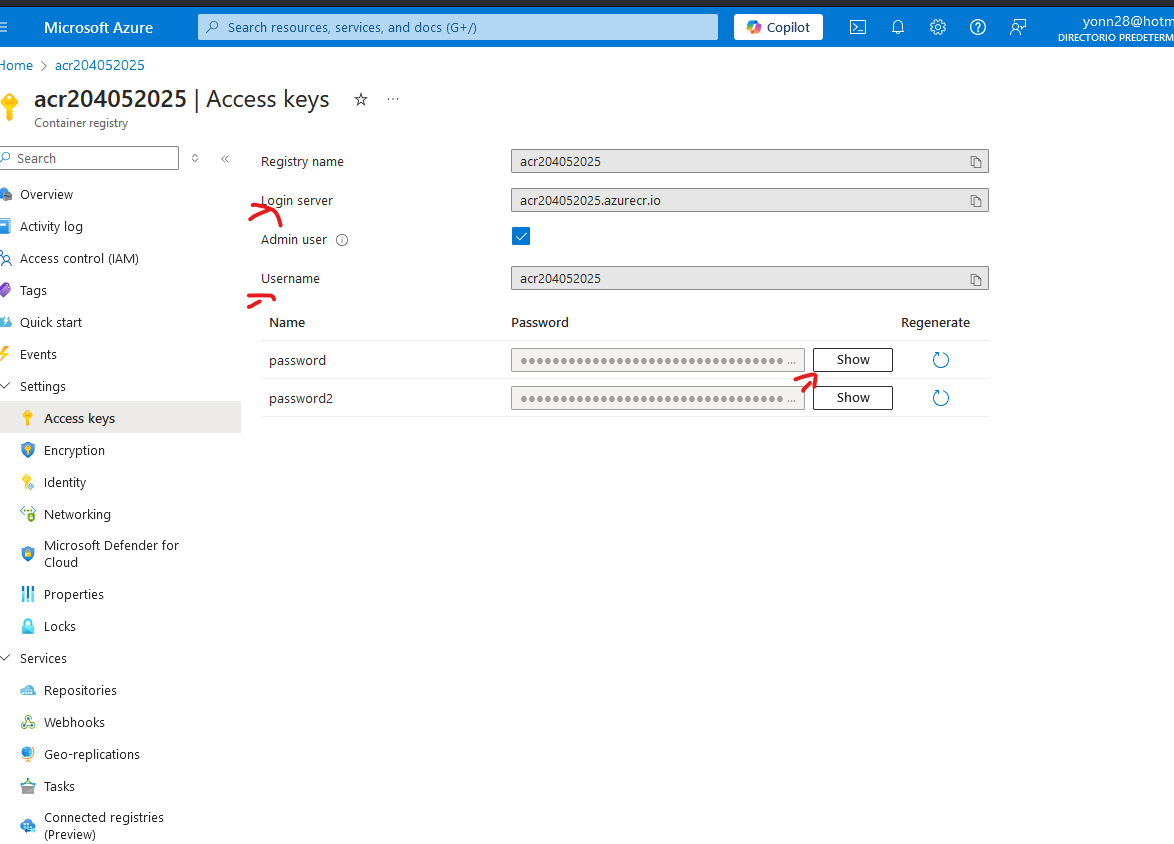 Microsoft Azure
Search resources, services, and docs (G+/)
Copilot
yonn28@hotm
DIRECTORIO PREDETERM
Home > acr204052025
acr204052025 | Access keys
Container registry
Search
Overview
Activity log
Access control (IAM)
Tags
Quick start
Events
Settings
Access keys
Encryption
Identity
Networking
Microsoft Defender for
Cloud
Properties
Locks
Services
Repositories
Webhooks
Geo-replications
Tasks
Connected registries
(Preview)
Registry name
acr204052025
Login server
acr204052025.azurecr.io
Admin user
Username
acr204052025
Name Password Regenerate
password Show
password2 Show